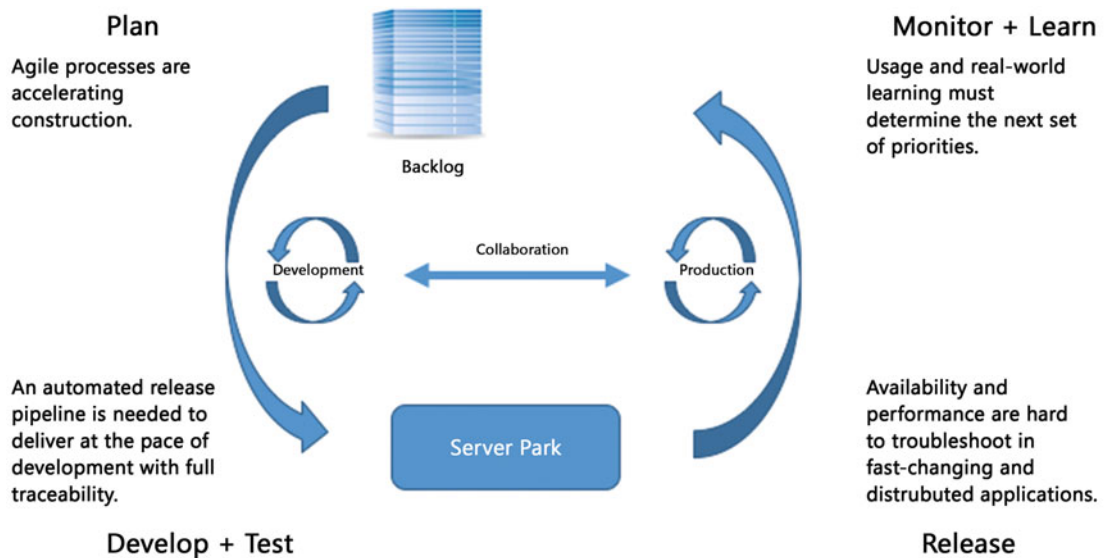 Plan
Agile processes are
accelerating
construction.
Backlog
Monitor + Learn
Usage and real-world
learning must
determine the next set
of priorities.
Development
Collaboration
Production
An automated release
pipeline is needed to
deliver at the pace of
development with full
traceability.
Develop + Test
Server Park
Availability and
performance are hard
to troubleshoot in
fast-changing and
distrubuted applications.
Release